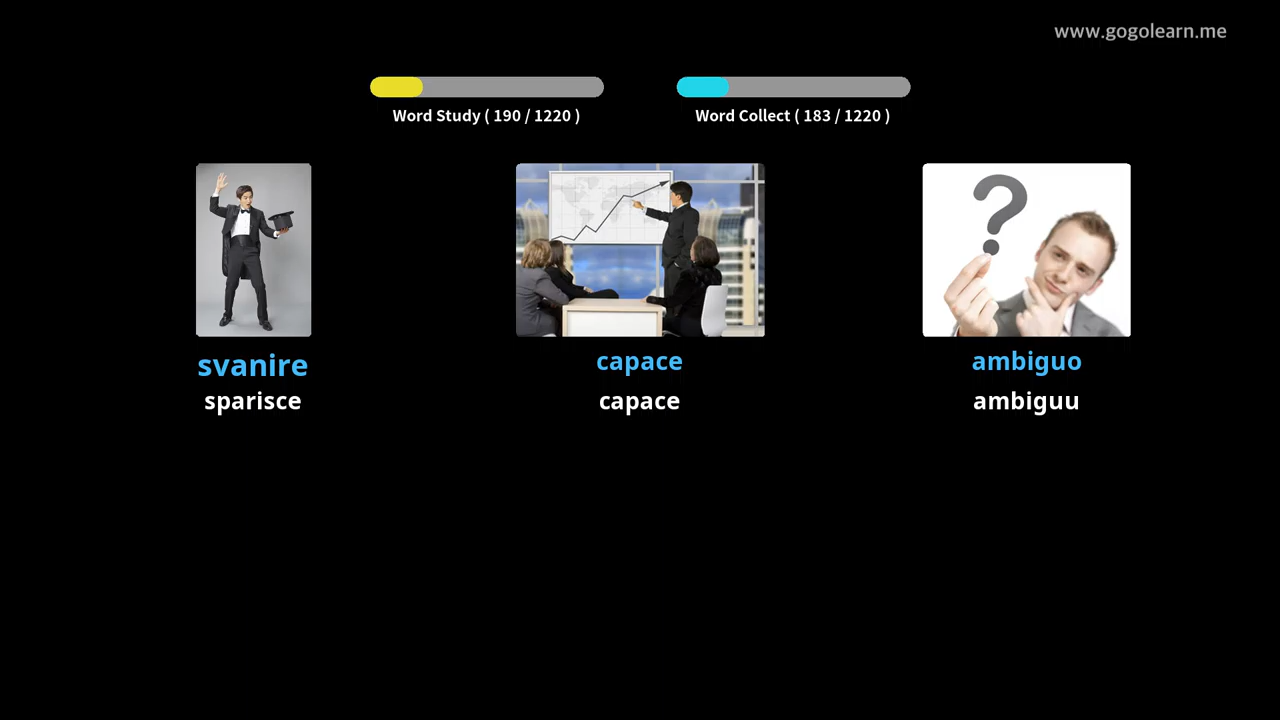 www.gogolearn.me
Word Study ( 190 / 1220 )
Word Collect ( 183 / 1220 )
svanire
capace
ambiguo
sparisce
capace
ambiguu